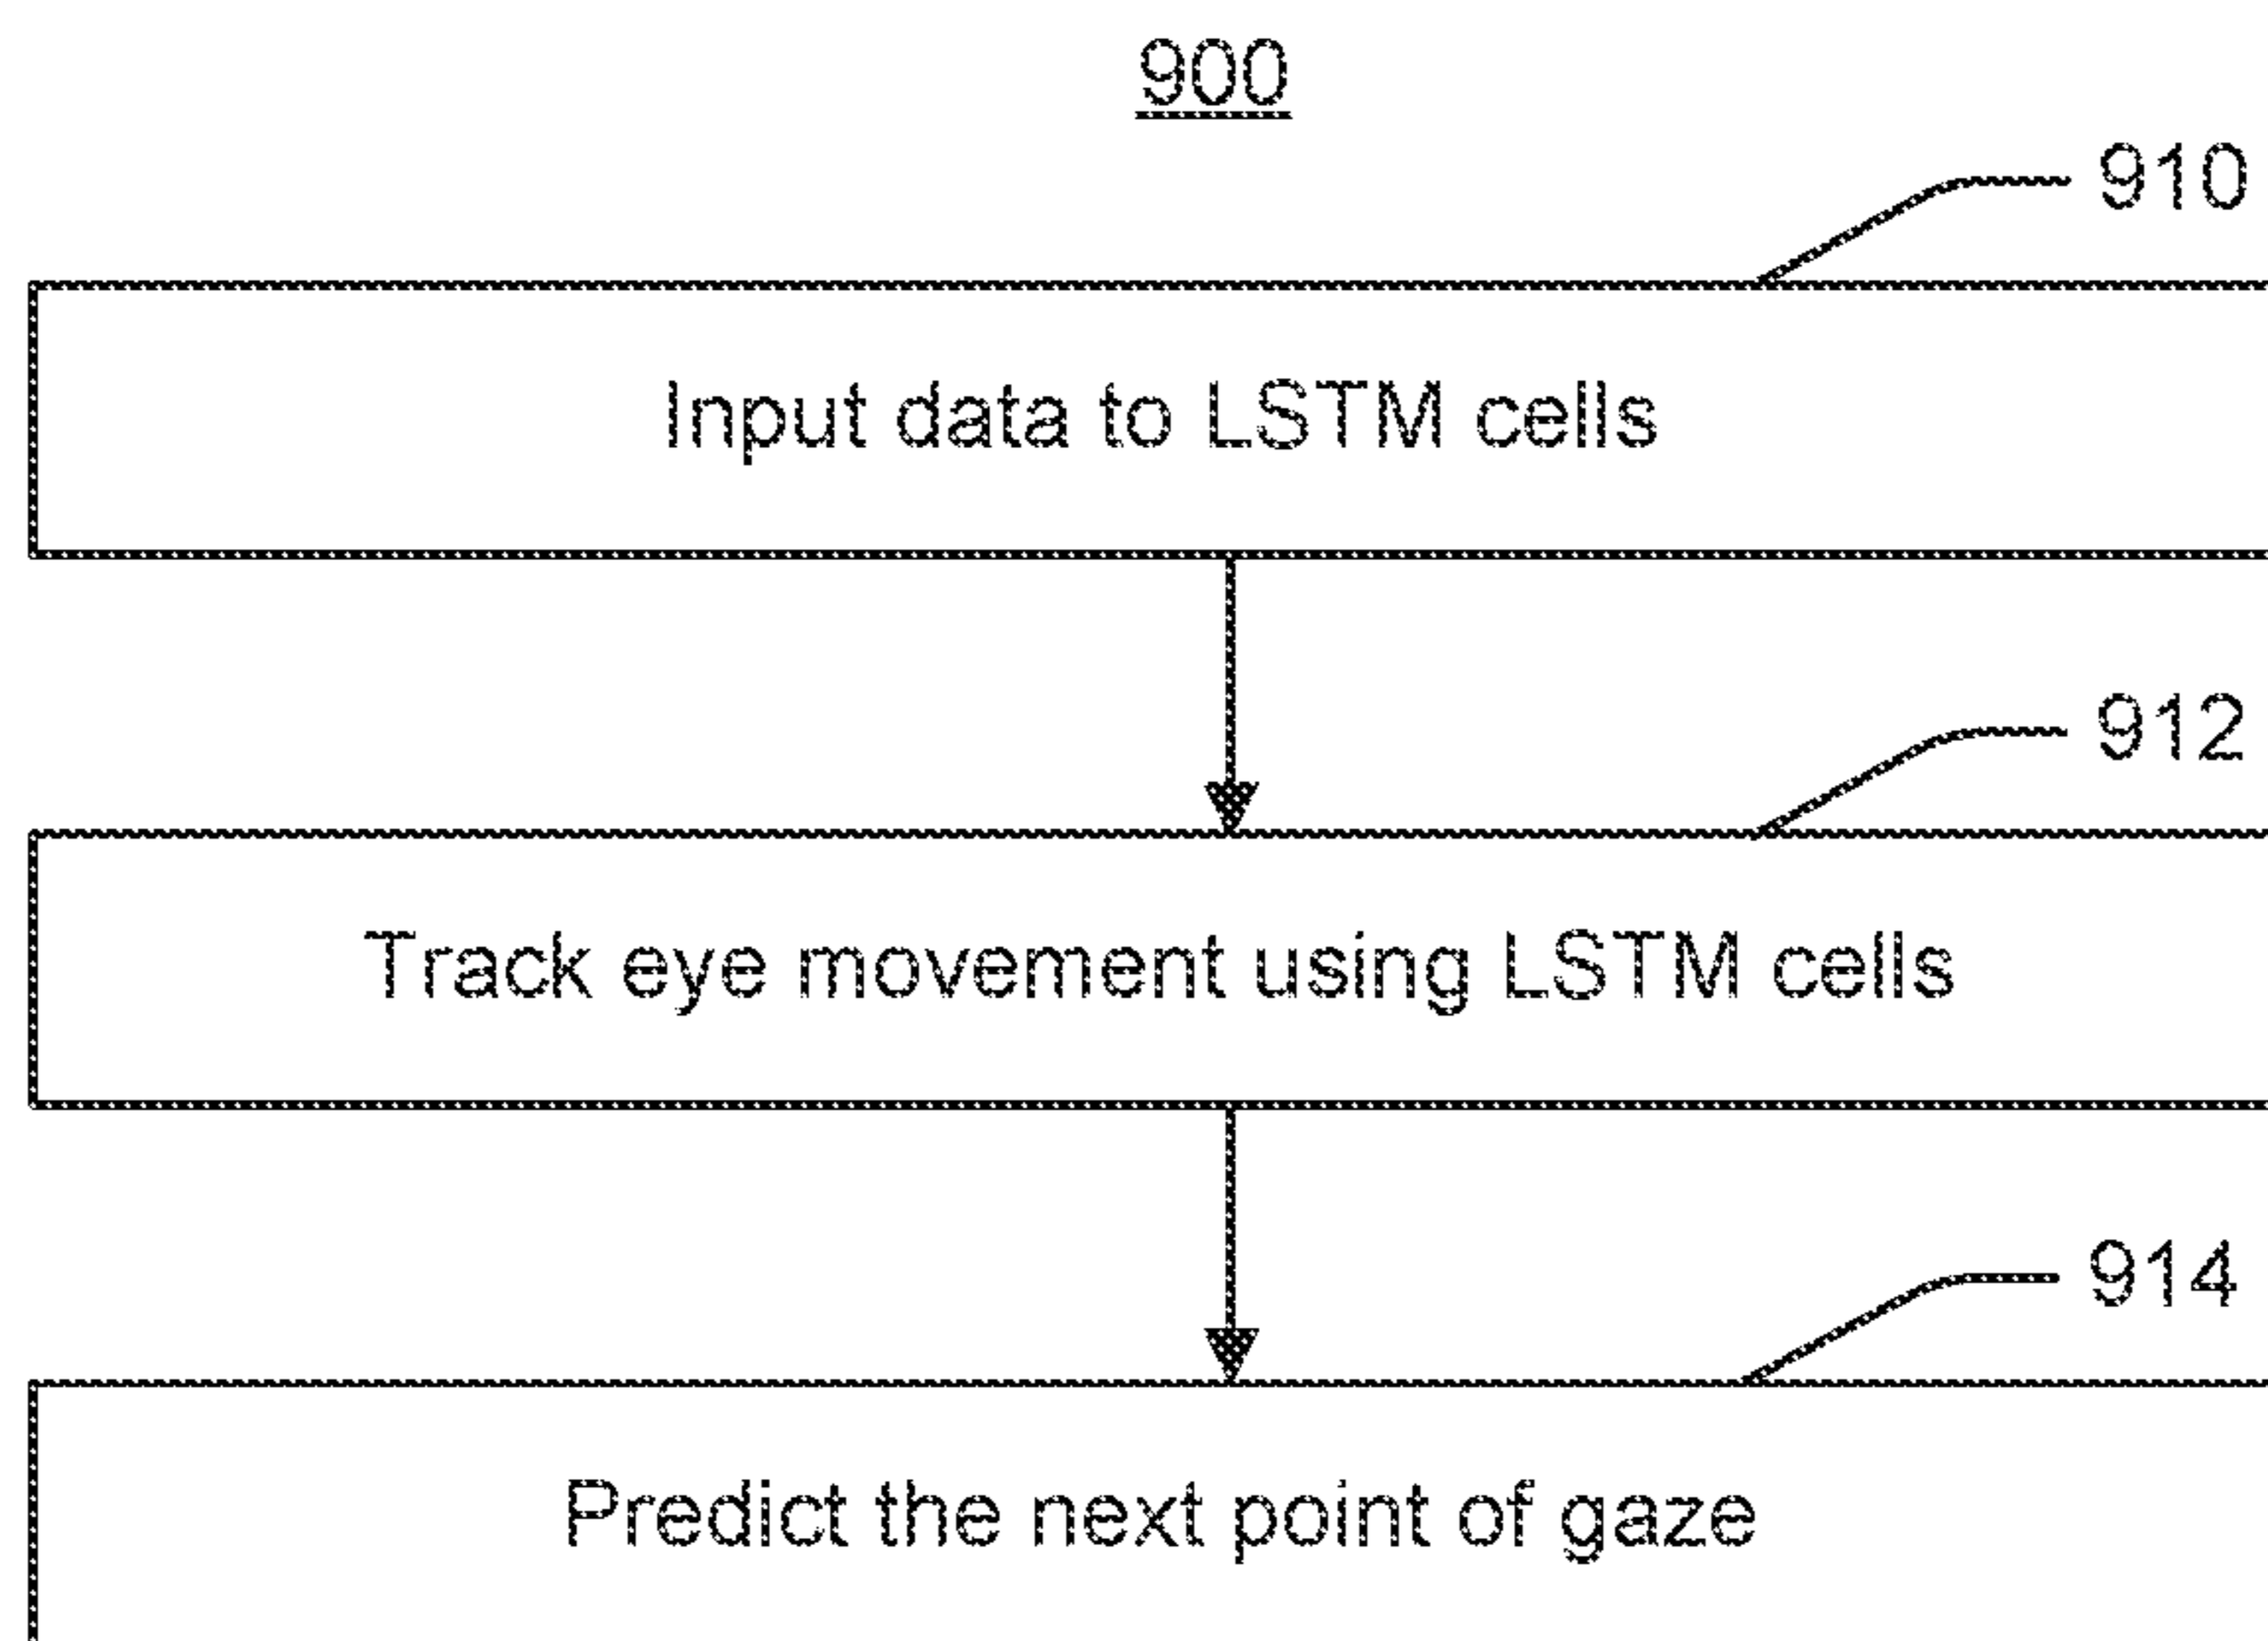 900
910
Input data to LSTM cells
912
Track eye movement using LSTM cells
914
Predict the next point of gaze